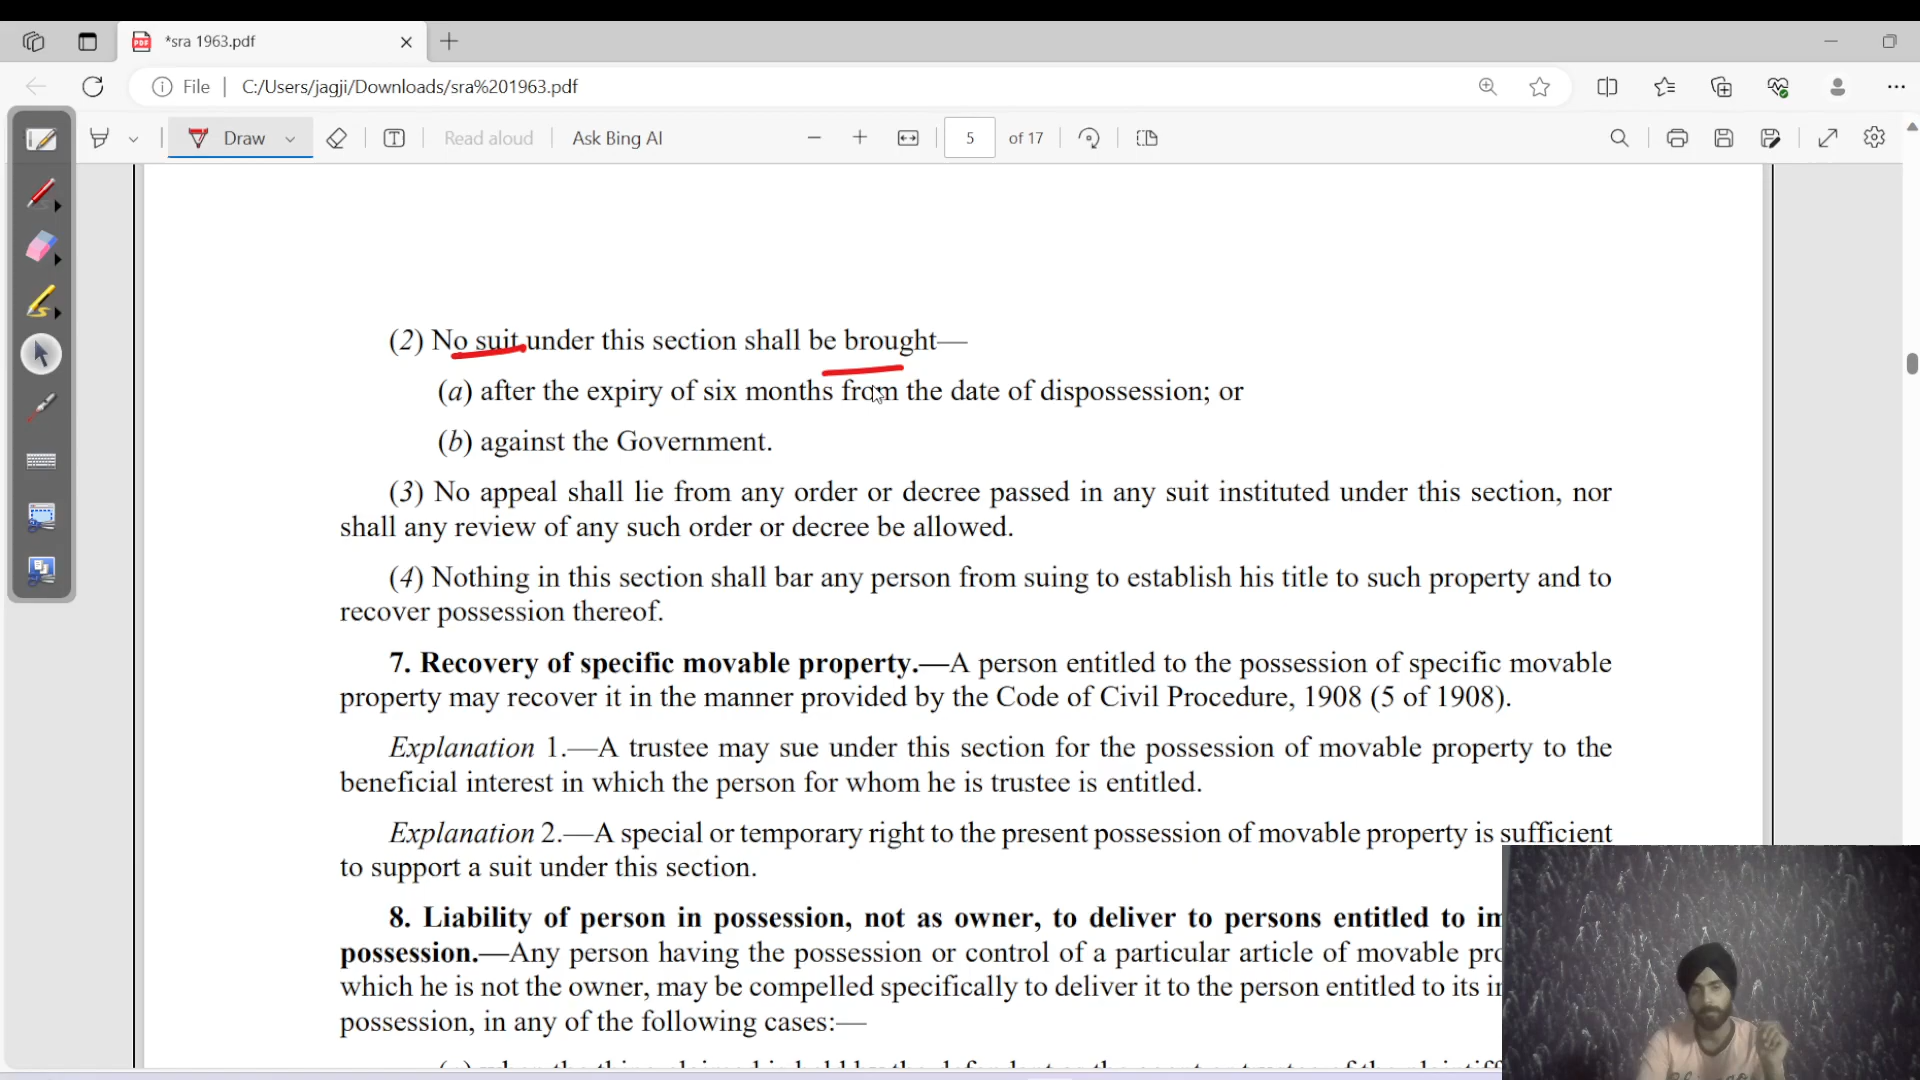 *sra 1963.pdf
File | C:/Users/jagji/Downloads/sra%201963.pdf
Draw
Read aloud
Ask Bing AI
5 of 17
(2) No suit under this section shall be brought—
(a) after the expiry of six months from the date of dispossession; or
(b) against the Government.
(3) No appeal shall lie from any order or decree passed in any suit instituted under this section, nor
shall any review of any such order or decree be allowed.
(4) Nothing in this section shall bar any person from suing to establish his title to such property and to
recover possession thereof.
7. Recovery of specific movable property.—A person entitled to the possession of specific movable
property may recover it in the manner provided by the Code of Civil Procedure, 1908 (5 of 1908).
Explanation 1.—A trustee may sue under this section for the possession of movable property to the
beneficial interest in which the person for whom he is trustee is entitled.
Explanation 2.—A special or temporary right to the present possession of movable property is sufficient
to support a suit under this section.
8. Liability of person in possession, not as owner, to deliver to persons entitled to
possession.—Any person having the possession or control of a particular article of movable
which he is not the owner, may be compelled specifically to deliver it to the person entitled to its
possession, in any of the following cases:—